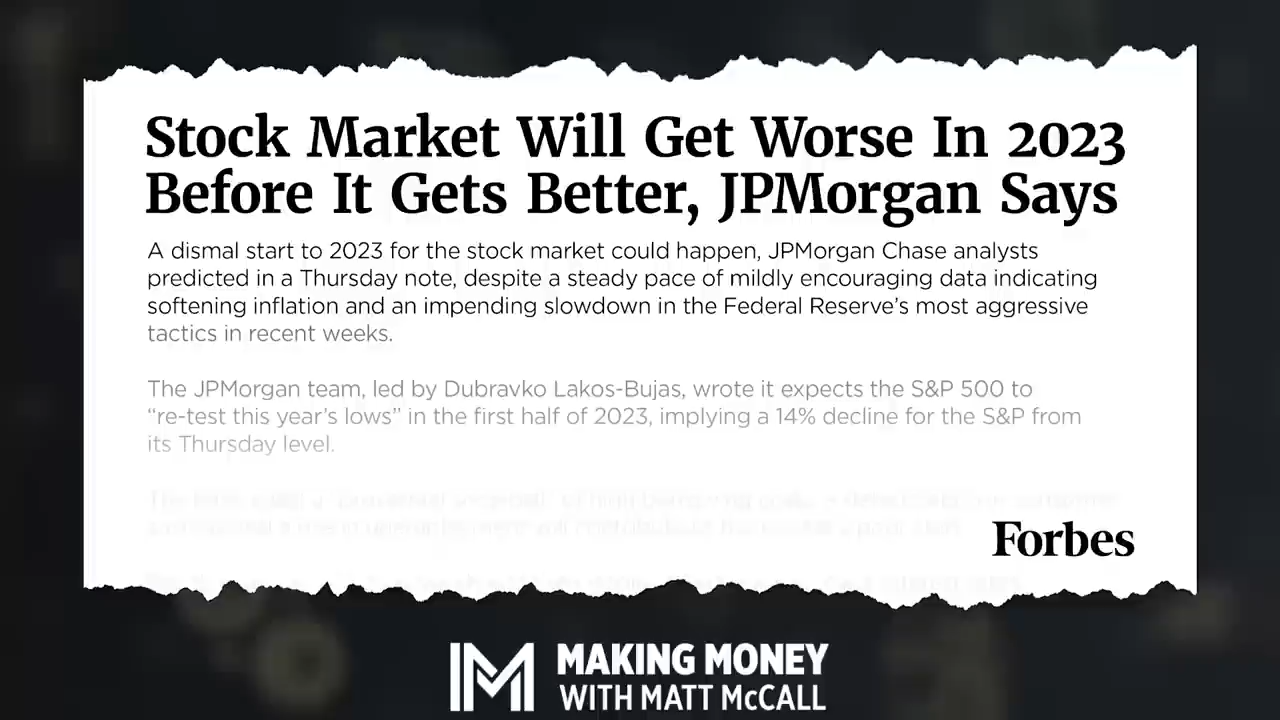 Stock Market Will Get Worse In 2023
Before It Gets Better, JPMorgan Says
A dismal start to 2023 for the stock market could happen, JPMorgan Chase analysts
predicted in a Thursday note, despite a steady pace of mildly encouraging data indicating
softening inflation and an impending slowdown in the Federal Reserve’s most aggressive
tactics in recent weeks.
The JPMorgan team, led by Dubravko Lakos-Bujas, wrote it expects the S&P 500 to
“re-test this year’s lows” in the first half of 2023, implying a 14% decline for the S&P from
its Thursday level.
Forbes
MAKING MONEY
WITH MATT McCALL